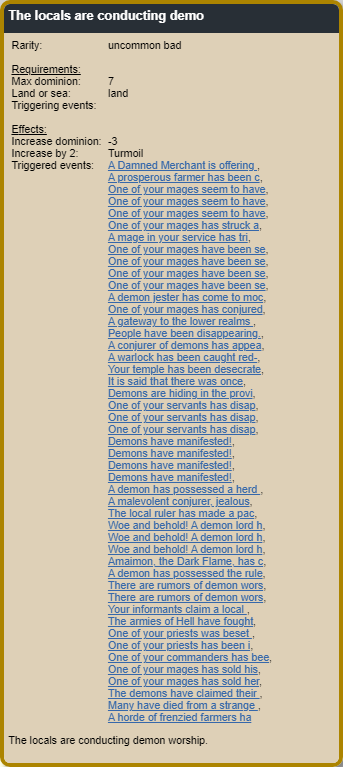 The locals are conducting demo
Rarity: uncommon bad
Requirements:
Max dominion: 7
Land or sea: land
Triggering events:
Effects:
Increase dominion: -3
Increase by 2: Turmoil
Triggered events: A Damned Merchant is offering ,
A prosperous farmer has been c,
One of your mages seem to have,
One of your mages seem to have,
One of your mages seem to have,
One of your mages has struck a,
A mage in your service has tri,
One of your mages have been se,
One of your mages have been se,
One of your mages have been se,
One of your mages have been se,
A demon jester has come to moc,
One of your mages has conjured,
A gateway to the lower realms ,
People have been disappearing.,
A conjurer of demons has appea,
A warlock has been caught red-,
Your temple has been desecrate,
It is said that there was once,
Demons are hiding in the provi,
One of your servants has disap,
One of your servants has disap,
One of your servants has disap,
Demons have manifested!,
Demons have manifested!,
Demons have manifested!,
Demons have manifested!,
A demon has possessed a herd ,
A malevolent conjurer, jealous,
The local ruler has made a pac,
Woe and behold! A demon lord h,
Woe and behold! A demon lord h,
Woe and behold! A demon lord h,
Amaimon, the Dark Flame, has c,
A demon has possessed the rule,
There are rumors of demon wors,
There are rumors of demon wors,
Your informants claim a local ,
The armies of Hell have fought,
One of your priests was beset ,
One of your priests has been i,
One of your commanders has bee,
One of your mages has sold his,
One of your mages has sold her,
The demons have claimed their ,
Many have died from a strange ,
A horde of frenzied farmers ha
The locals are conducting demon worship.